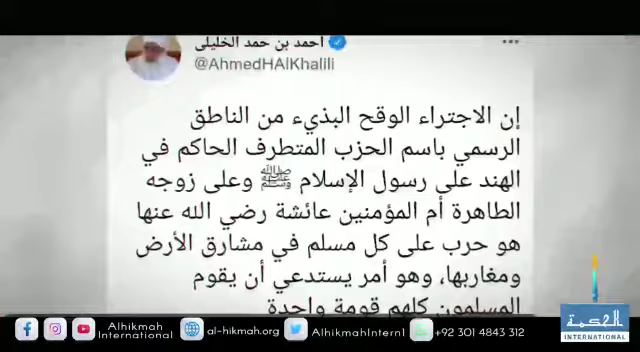 احمد بن حمد الخليلى
@AhmedHAlKhalili
إن الاجتراء الوقح البذيء من الناطق
الرسمي باسم الحزب المتطرف الحاكم في
الهند على رسول الإسلام ﷺ وعلى زوجه
الطاهرة أم المؤمنين عائشة رضي الله عنها
هو حرب على كل مسلم في مشارق الأرض
ومغاربها، وهو أمر يستدعي أن يقوم
المسلمون كلهم قومة واحدة
الحكمة
INTERNATIONAL
Alhikmah International
al-hikmah.org
AlhikmahIntern1
+92 301 4843 312